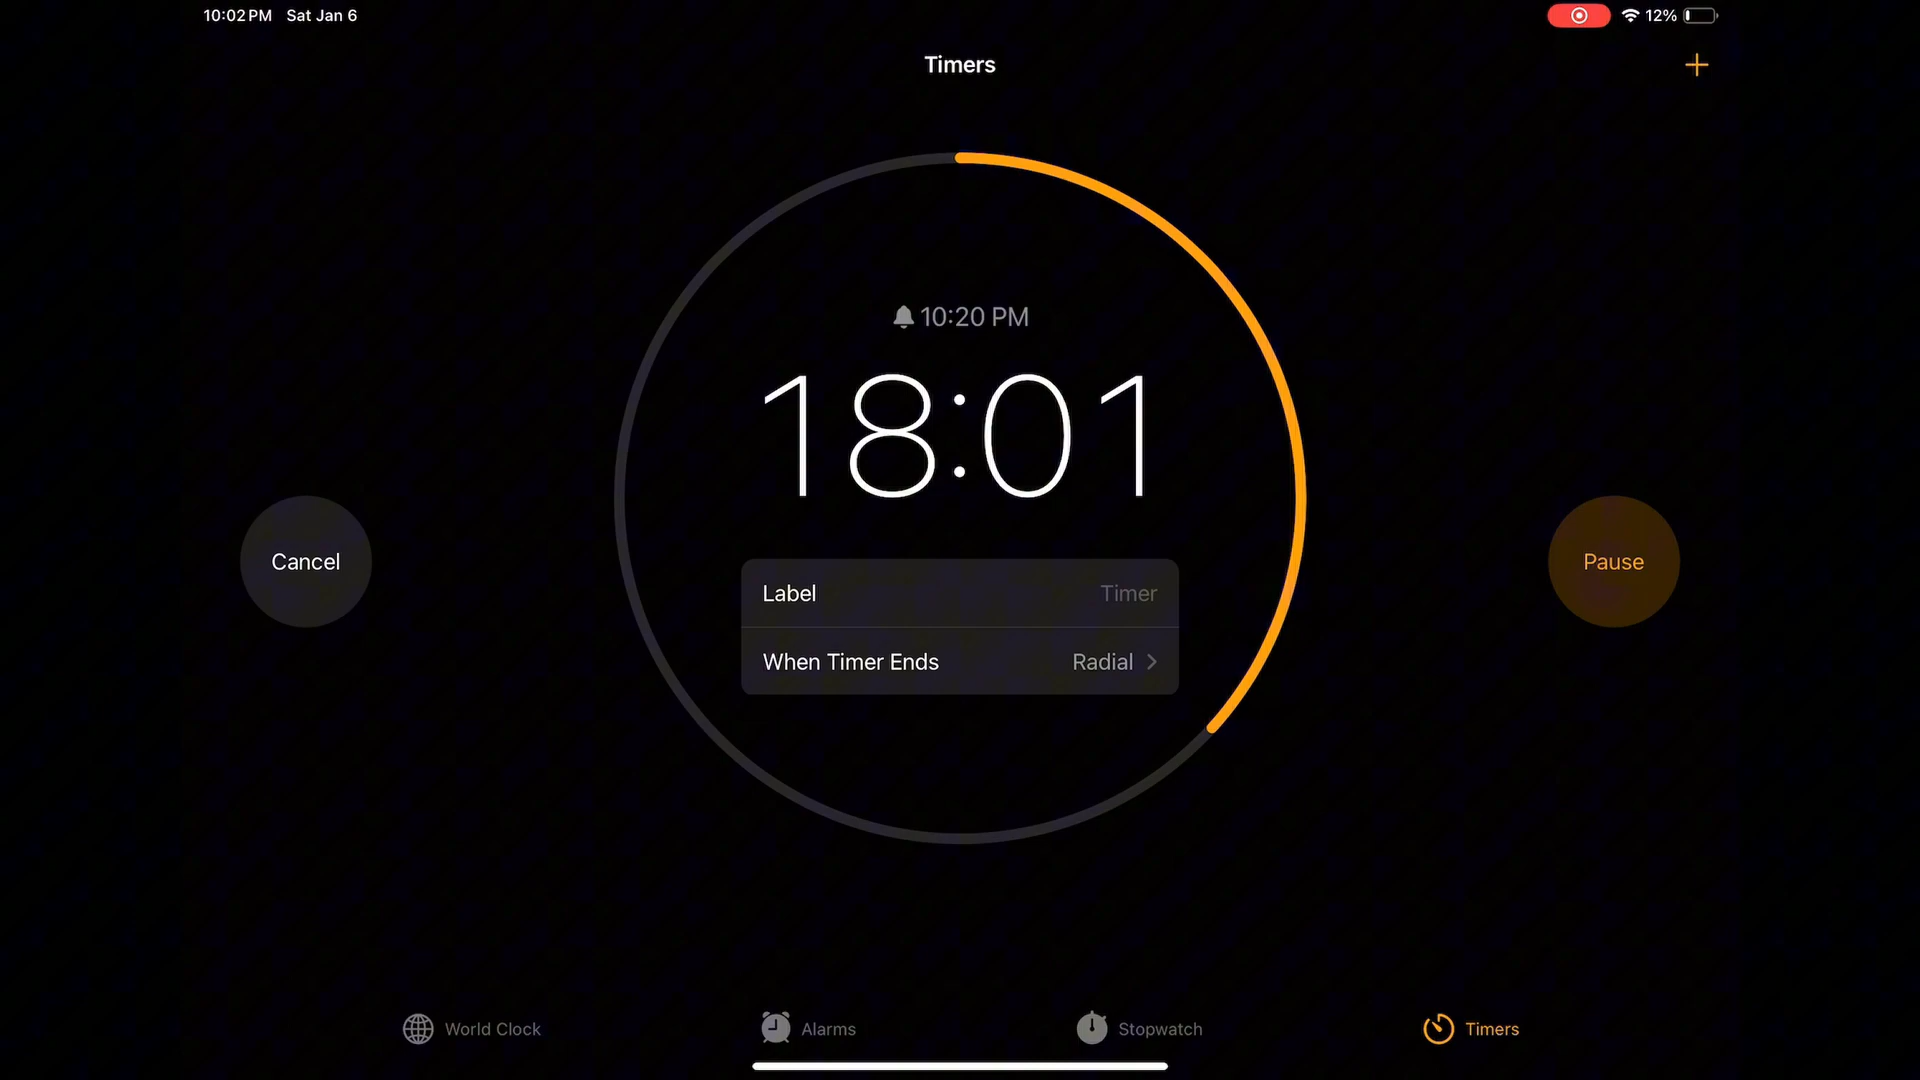 10:02 PM Sat Jan 6
12%
Timers
10:20 PM
18:01
Cancel
Pause
Label Timer
When Timer Ends Radial
World Clock
Alarms
Stopwatch
Timers